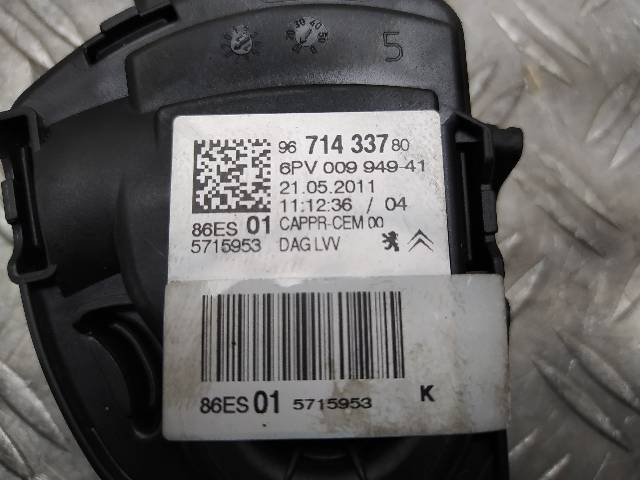 5
96 714 337 80
6PV 009 949-41
21.05.2011
11:12:36 / 04
86ES 01 CAPPR-CEM 00
5715953 DAG LVV
86ES 01 5715953 K